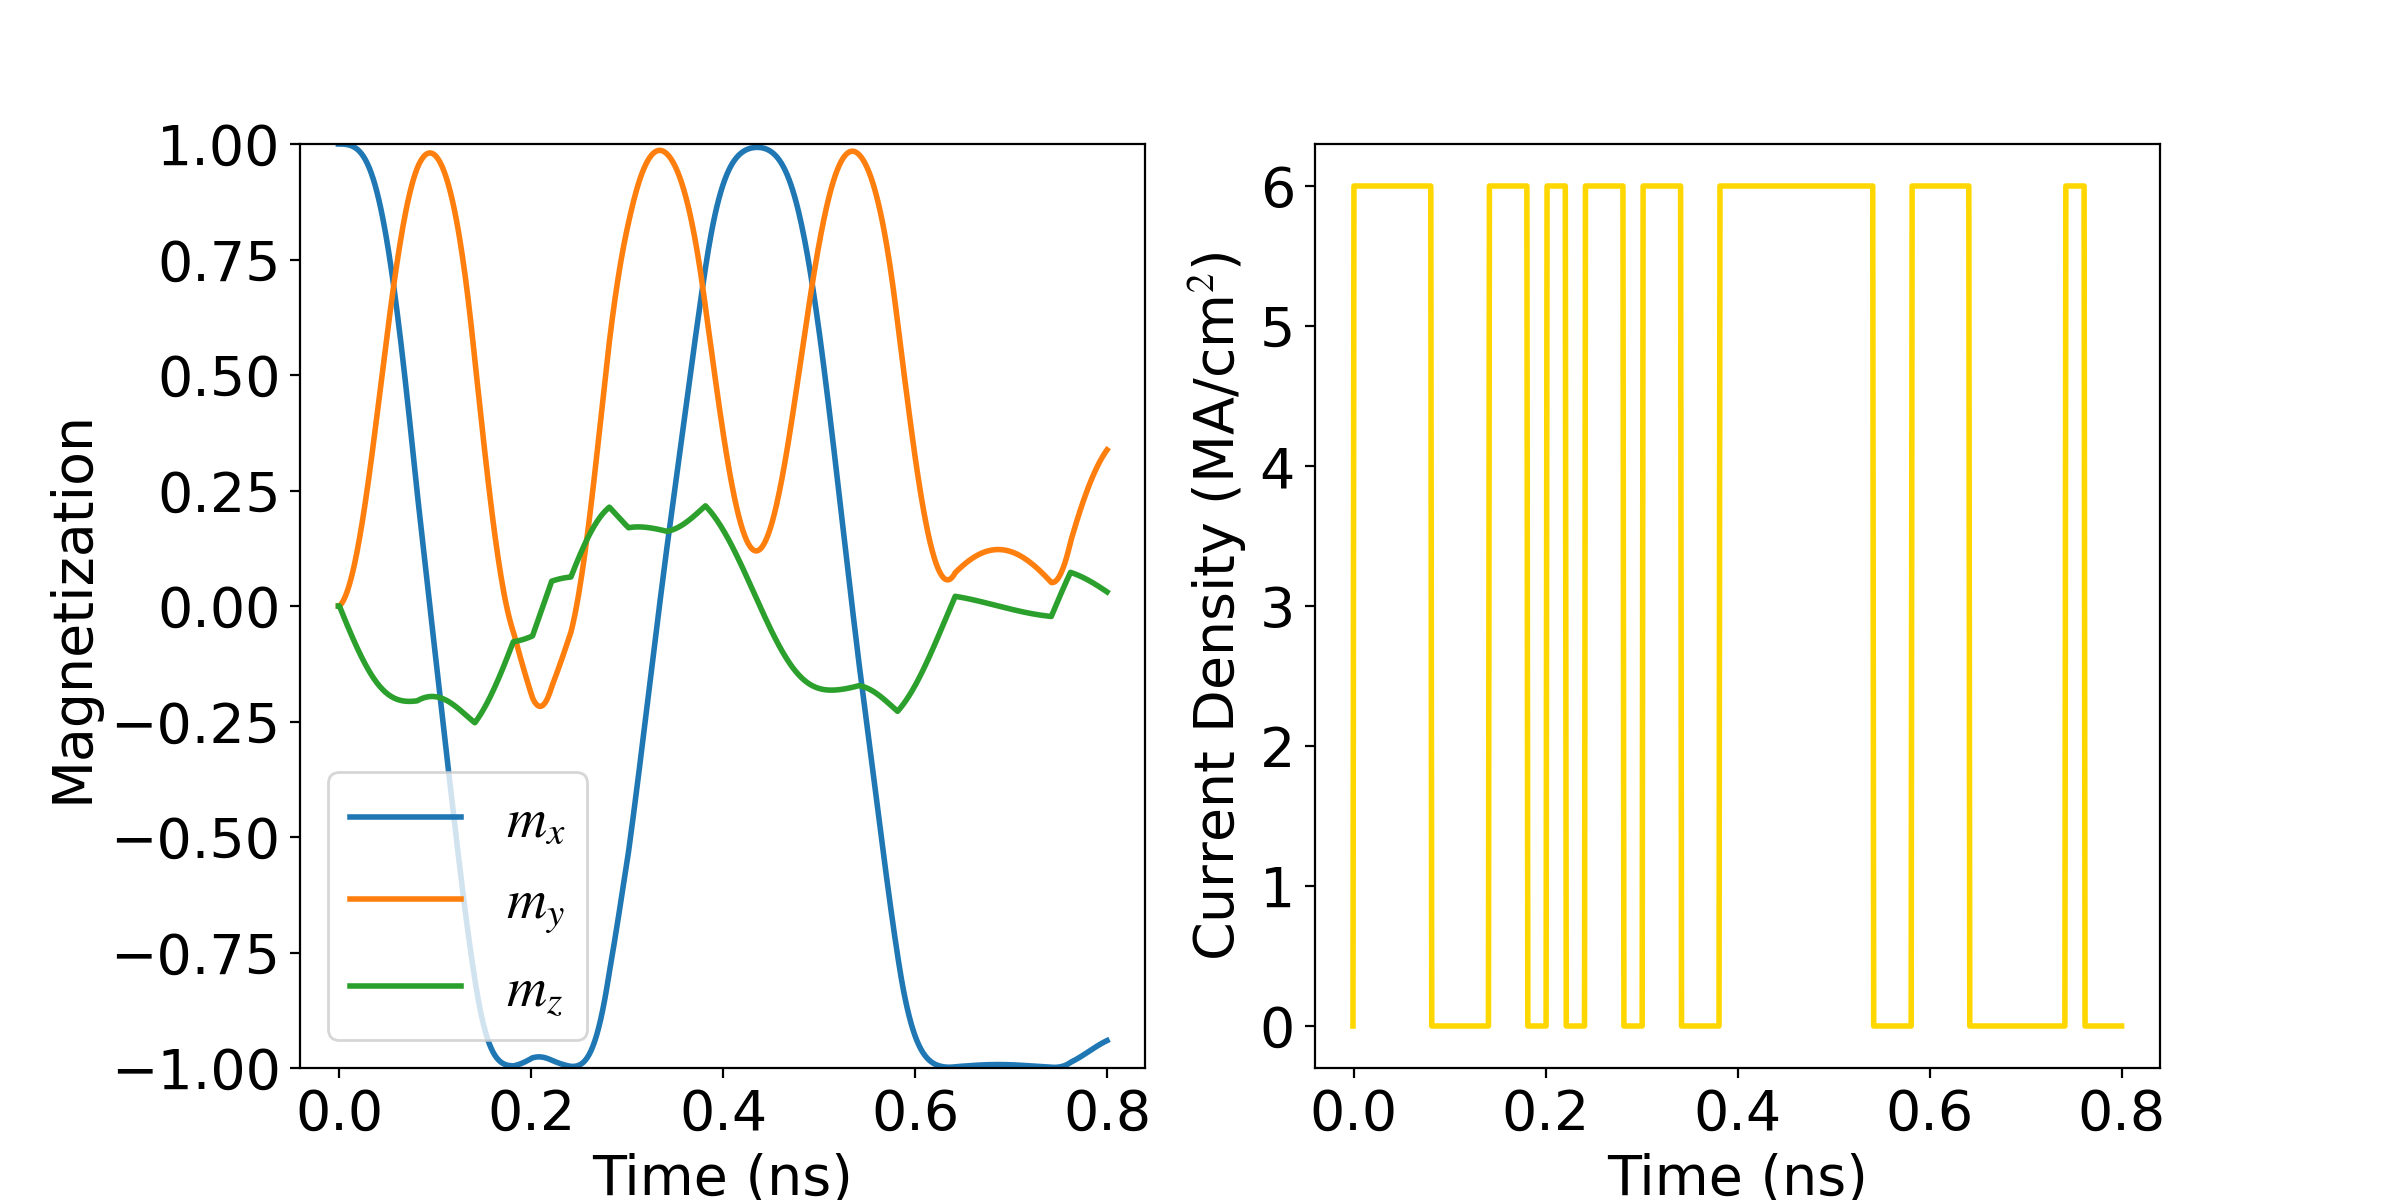 Magnetization
1.00
0.75
0.50
0.25
0.00
−0.25
−0.50
−0.75
−1.00
m_x
m_y
m_z
0.0 0.2 0.4 0.6 0.8
Time (ns)
Current Density (MA/cm²)
6
5
4
3
2
1
0
0.0 0.2 0.4 0.6 0.8
Time (ns)